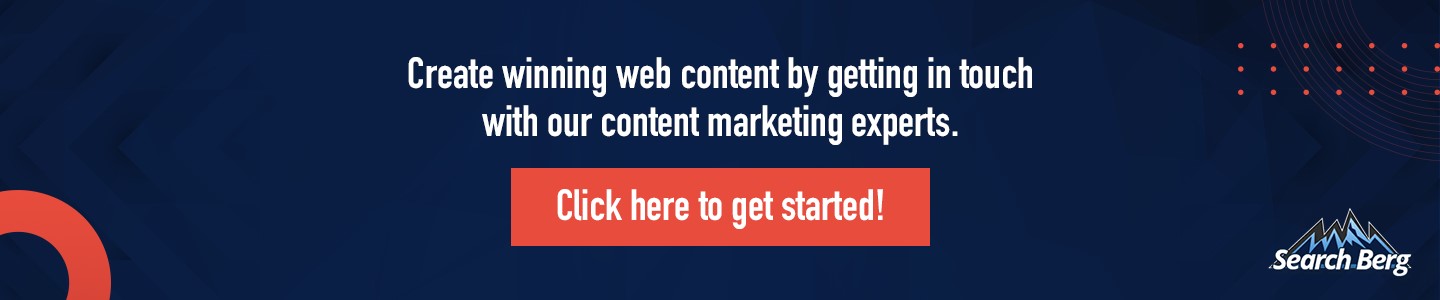 Create winning web content by getting in touch
with our content marketing experts.
Click here to get started!
Search Berg